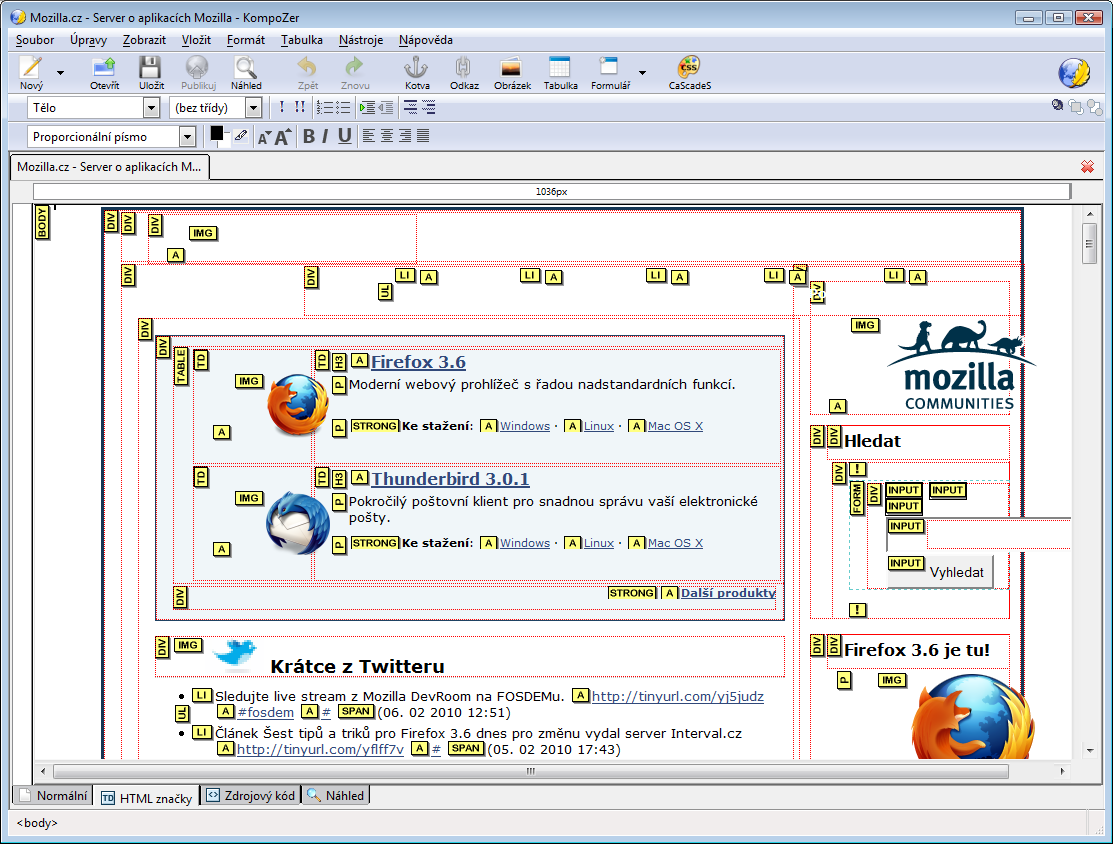 Mozilla.cz - Server o aplikacích Mozilla - KompoZer
Soubor Úpravy Zobrazit Vložit Formát Tabulka Nástroje Nápověda
Nový Otevřít Uložit Publikuj Náhled Zpět Znovu Kotva Odkaz Obrázek Tabulka Formulář CSS CaScadeS
Tělo (bez třídy) ! !!
Proporcionální písmo A A B I U
Mozilla.cz - Server o aplikacích M...
1036px
BODY DIV DIV DIV IMG
A
DIV DIV UL LI A LI A LI A LI A LI A
DIV
DIV IMG
mozilla
COMMUNITIES
A
DIV TABLE TD IMG A TD H3 A Firefox 3.6
P Moderní webový prohlížeč s řadou nadstandardních funkcí.
P STRONG Ke stažení: A Windows · A Linux · A Mac OS X
DIV DIV Hledat
TD IMG A TD H3 A Thunderbird 3.0.1
P Pokročilý poštovní klient pro snadnou správu vaší elektronické
pošty.
P STRONG Ke stažení: A Windows · A Linux · A Mac OS X
DIV !
FORM DIV INPUT INPUT
INPUT
INPUT
INPUT Vyhledat
!
DIV STRONG A Další produkty
DIV IMG Krátce z Twitteru
UL LI Sledujte live stream z Mozilla DevRoom na FOSDEMu. A http://tinyurl.com/yj5judz
A #fosdem A # SPAN (06. 02 2010 12:51)
LI Článek Šest tipů a triků pro Firefox 3.6 dnes pro změnu vydal server Interval.cz
A http://tinyurl.com/yflff7v A # SPAN (05. 02 2010 17:43)
DIV DIV Firefox 3.6 je tu!
P IMG
Normální TD HTML značky Zdrojový kód Náhled
<body>